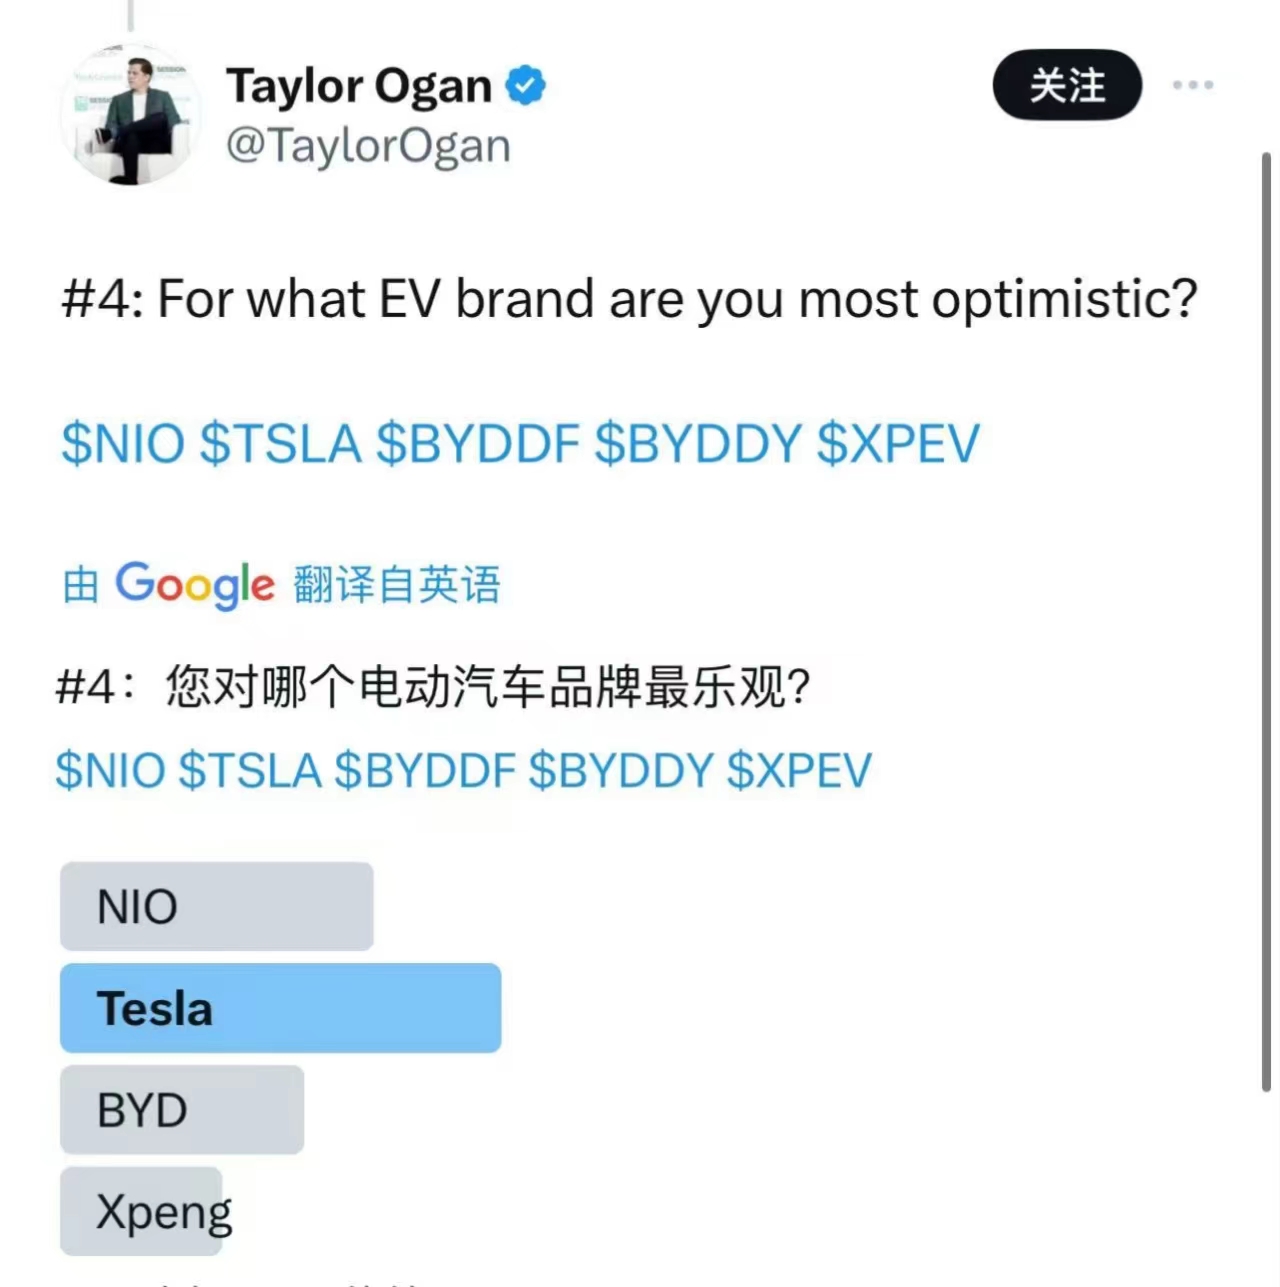 Taylor Ogan
@TaylorOgan
关注
#4: For what EV brand are you most optimistic?
$NIO $TSLA $BYDDF $BYDDY $XPEV
由 Google 翻译自英语
#4：您对哪个电动汽车品牌最乐观?
$NIO $TSLA $BYDDF $BYDDY $XPEV
NIO
Tesla
BYD
Xpeng